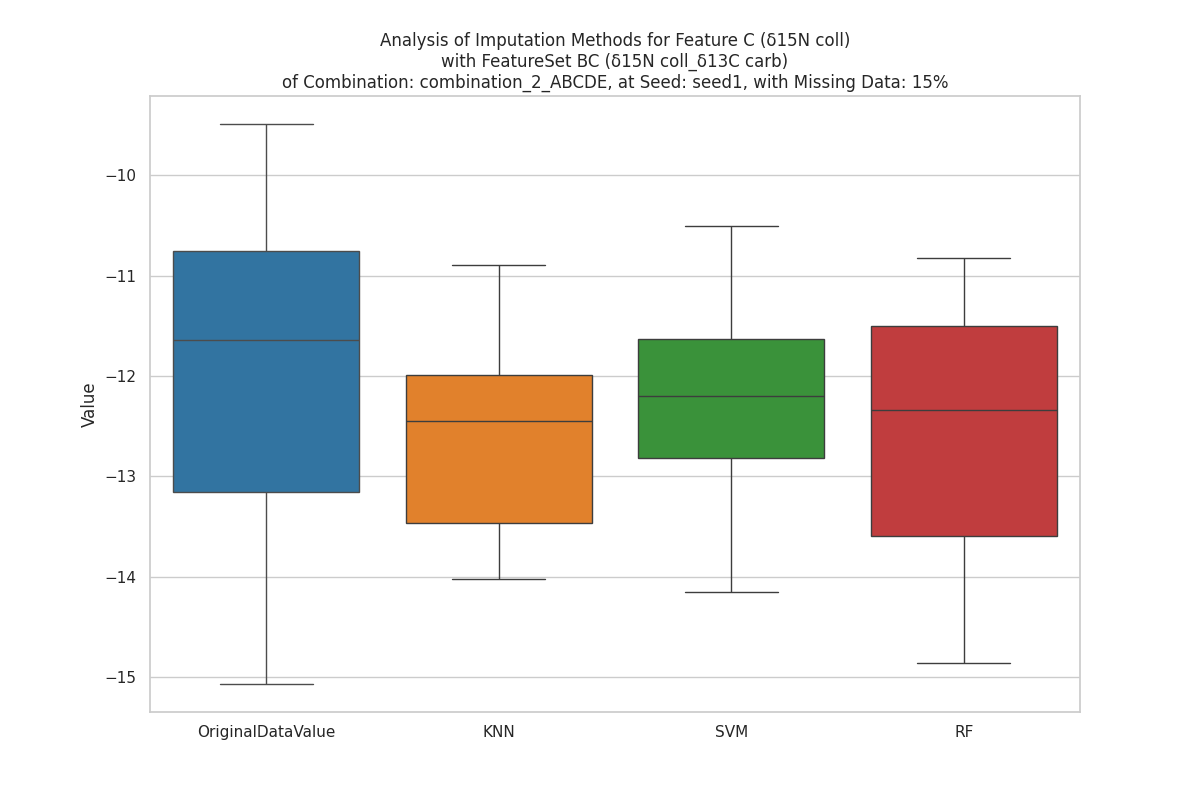 Analysis of Imputation Methods for Feature C (δ15N coll)
with FeatureSet BC (δ15N coll_δ13C carb)
of Combination: combination_2_ABCDE, at Seed: seed1, with Missing Data: 15%
−10
−11
−12
−13
−14
−15
Value
OriginalDataValue KNN SVM RF